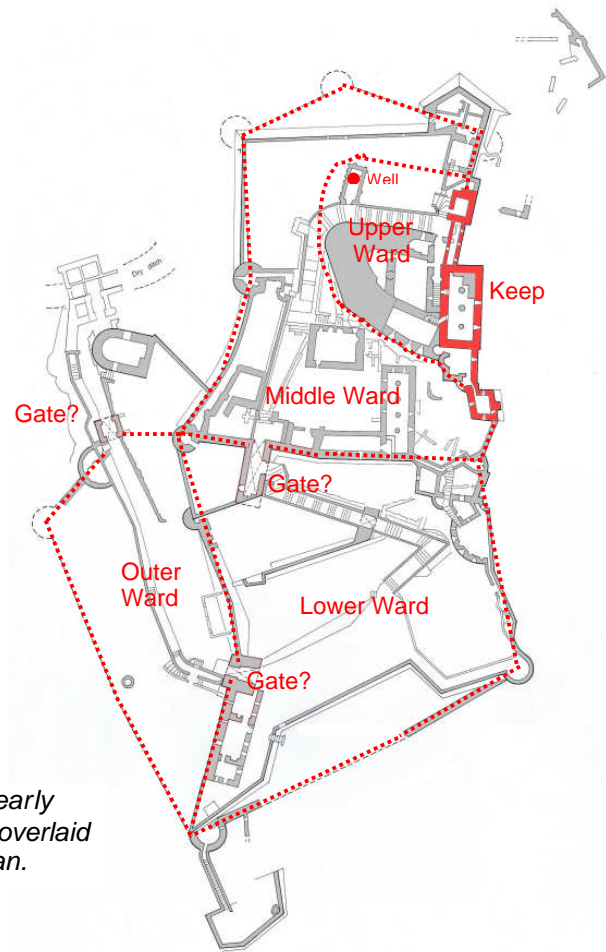 Well
Upper
Ward
Keep
Dry ditch
Middle Ward
Gate?
Gate?
Outer
Ward
Lower Ward
Gate?
early
overlaid
an.